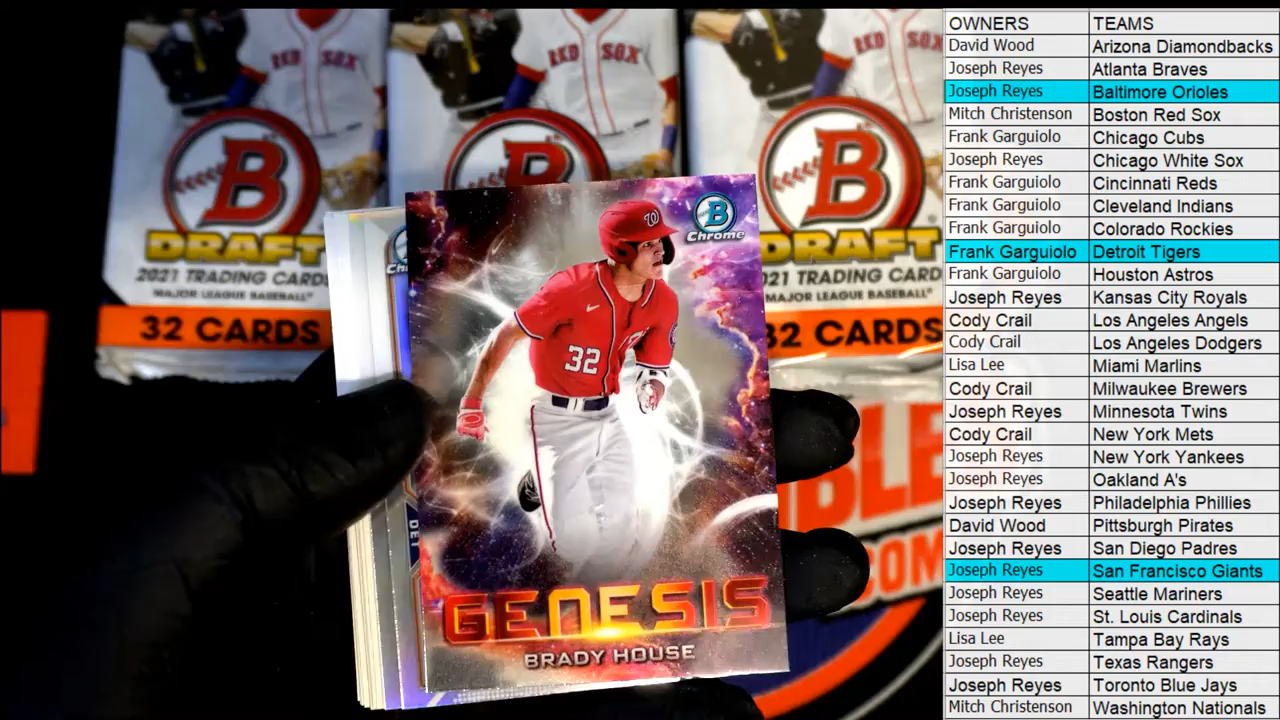 RED SOX
RED SOX
RED SOX
B
B
B
DRAFT
DRAFT
2021 TRADING CARD
21 TRADING CARD
MAJOR LEAGUE BASEBALL
MAJOR LEAGUE BASEBALL
32 CARDS
32 CARDS
B
Chrome
W
32
DET
GENESIS
BRADY HOUSE
BLE
COM
OWNERS TEAMS
David Wood Arizona Diamondbacks
Joseph Reyes Atlanta Braves
Joseph Reyes Baltimore Orioles
Mitch Christenson Boston Red Sox
Frank Garguiolo Chicago Cubs
Joseph Reyes Chicago White Sox
Frank Garguiolo Cincinnati Reds
Frank Garguiolo Cleveland Indians
Frank Garguiolo Colorado Rockies
Frank Garguiolo Detroit Tigers
Frank Garguiolo Houston Astros
Joseph Reyes Kansas City Royals
Cody Crail Los Angeles Angels
Cody Crail Los Angeles Dodgers
Lisa Lee Miami Marlins
Cody Crail Milwaukee Brewers
Joseph Reyes Minnesota Twins
Cody Crail New York Mets
Joseph Reyes New York Yankees
Joseph Reyes Oakland A's
Joseph Reyes Philadelphia Phillies
David Wood Pittsburgh Pirates
Joseph Reyes San Diego Padres
Joseph Reyes San Francisco Giants
Joseph Reyes Seattle Mariners
Joseph Reyes St. Louis Cardinals
Lisa Lee Tampa Bay Rays
Joseph Reyes Texas Rangers
Joseph Reyes Toronto Blue Jays
Mitch Christenson Washington Nationals